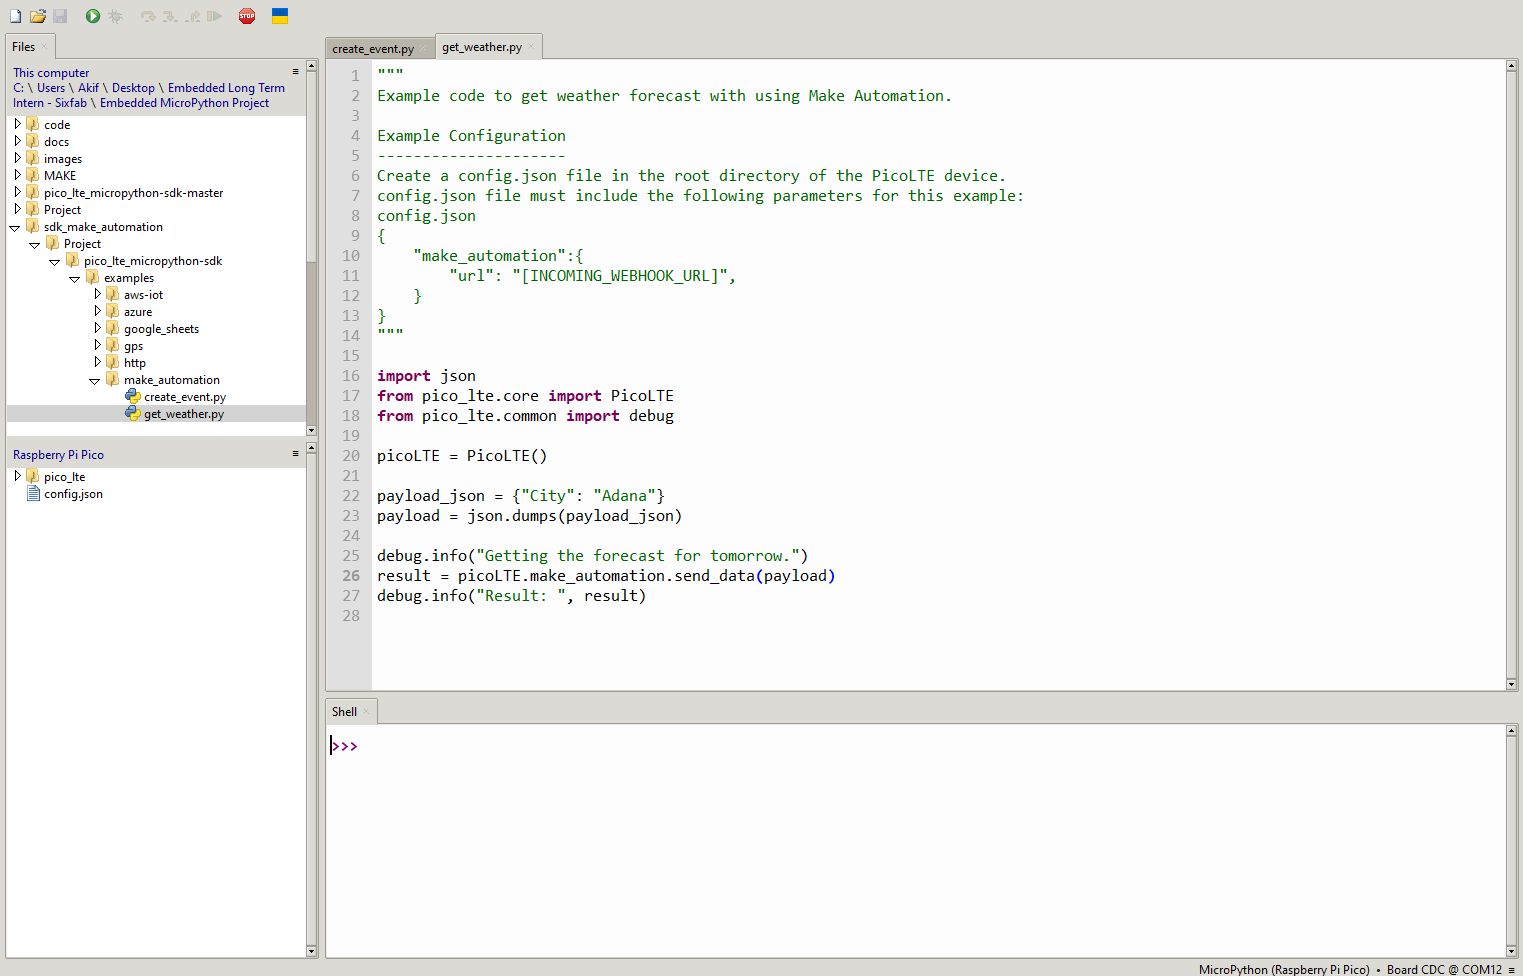 STOP
Files
This computer
C: \ Users \ Akif \ Desktop \ Embedded Long Term
Intern - Sixfab \ Embedded MicroPython Project
code
docs
images
MAKE
pico_lte_micropython-sdk-master
Project
sdk_make_automation
Project
pico_lte_micropython-sdk
examples
aws-iot
azure
google_sheets
gps
http
make_automation
create_event.py
get_weather.py
Raspberry Pi Pico
pico_lte
config.json
create_event.py
get_weather.py
1 """
2 Example code to get weather forecast with using Make Automation.
3
4 Example Configuration
5 ---------------------
6 Create a config.json file in the root directory of the PicoLTE device.
7 config.json file must include the following parameters for this example:
8 config.json
9 {
10     "make_automation":{
11         "url": "[INCOMING_WEBHOOK_URL]",
12     }
13 }
14 """
15
16 import json
17 from pico_lte.core import PicoLTE
18 from pico_lte.common import debug
19
20 picoLTE = PicoLTE()
21
22 payload_json = {"City": "Adana"}
23 payload = json.dumps(payload_json)
24
25 debug.info("Getting the forecast for tomorrow.")
26 result = picoLTE.make_automation.send_data(payload)
27 debug.info("Result: ", result)
28
Shell
>>>
MicroPython (Raspberry Pi Pico) • Board CDC @ COM12 ≡